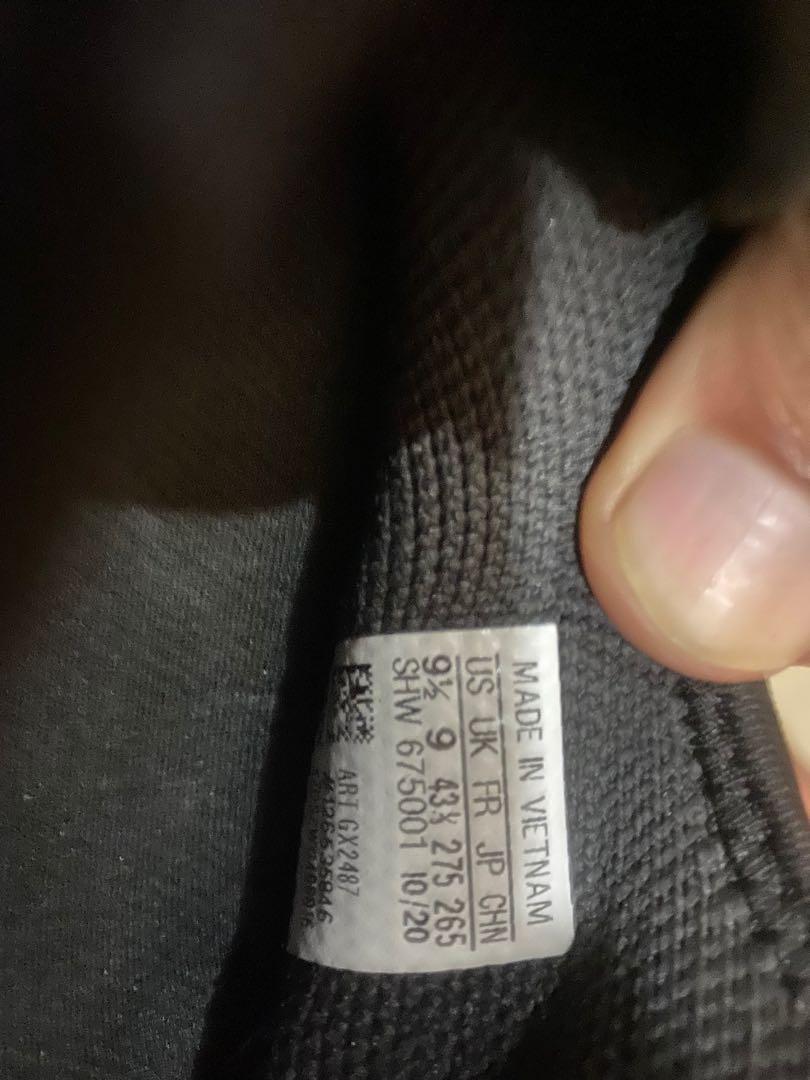 MADE IN VIETNAM
US UK FR JP CHN
9½ 9 43⅓ 275 265
SHW 675001 10/20
ART GX2487